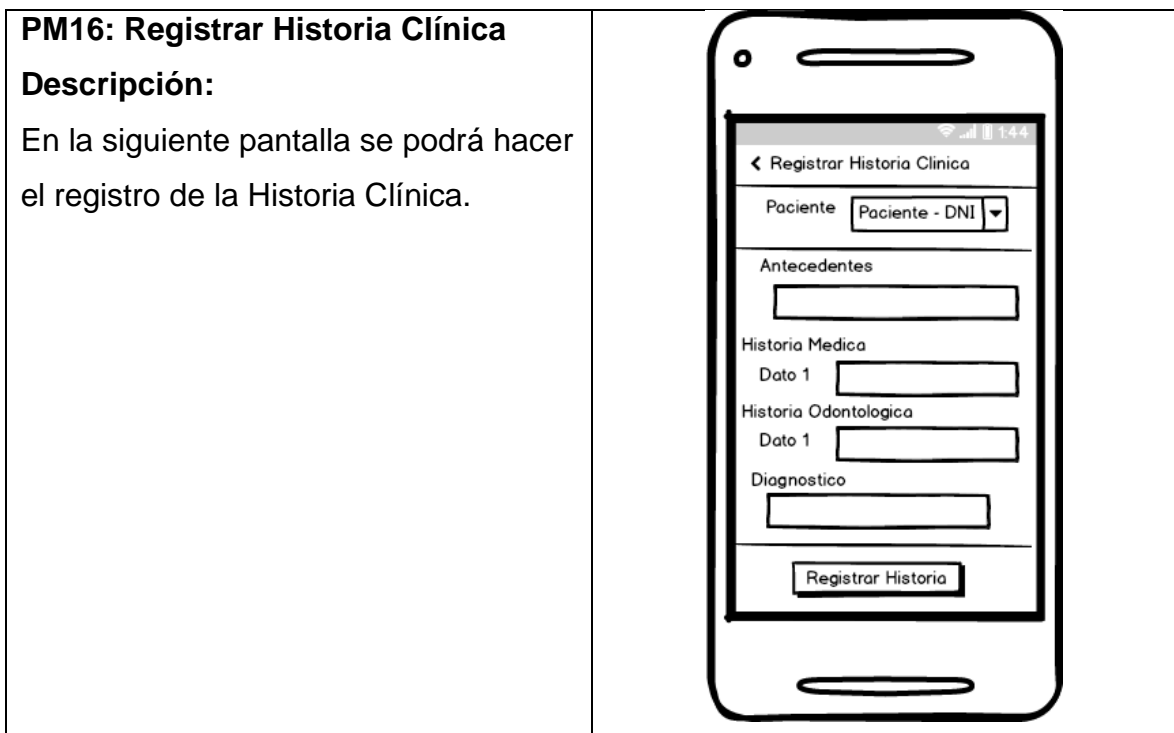 PM16: Registrar Historia Clínica
Descripción:
En la siguiente pantalla se podrá hacer
el registro de la Historia Clínica.
1:44
Registrar Historia Clinica
Paciente Paciente - DNI
Antecedentes
Historia Medica
Dato 1
Historia Odontologica
Dato 1
Diagnostico
Registrar Historia